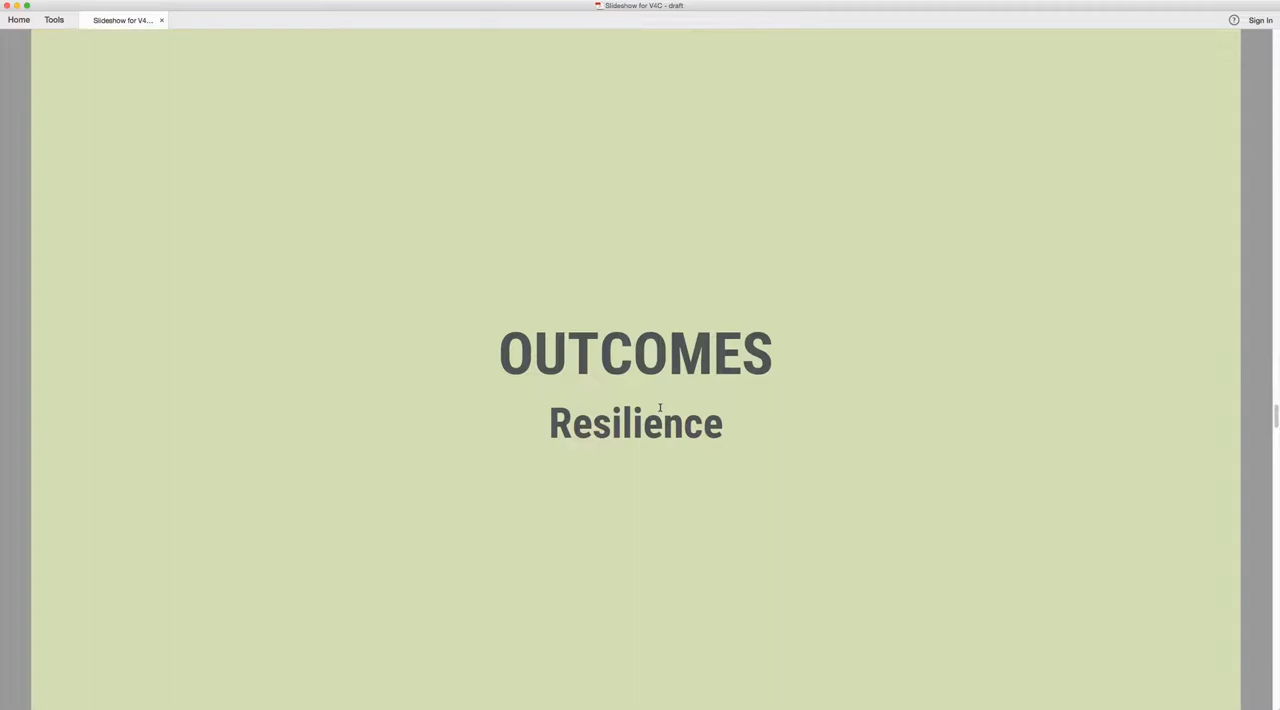 Slideshow for V4C - draft
Home Tools Slideshow for V4... × ? Sign In
OUTCOMES
Resilience